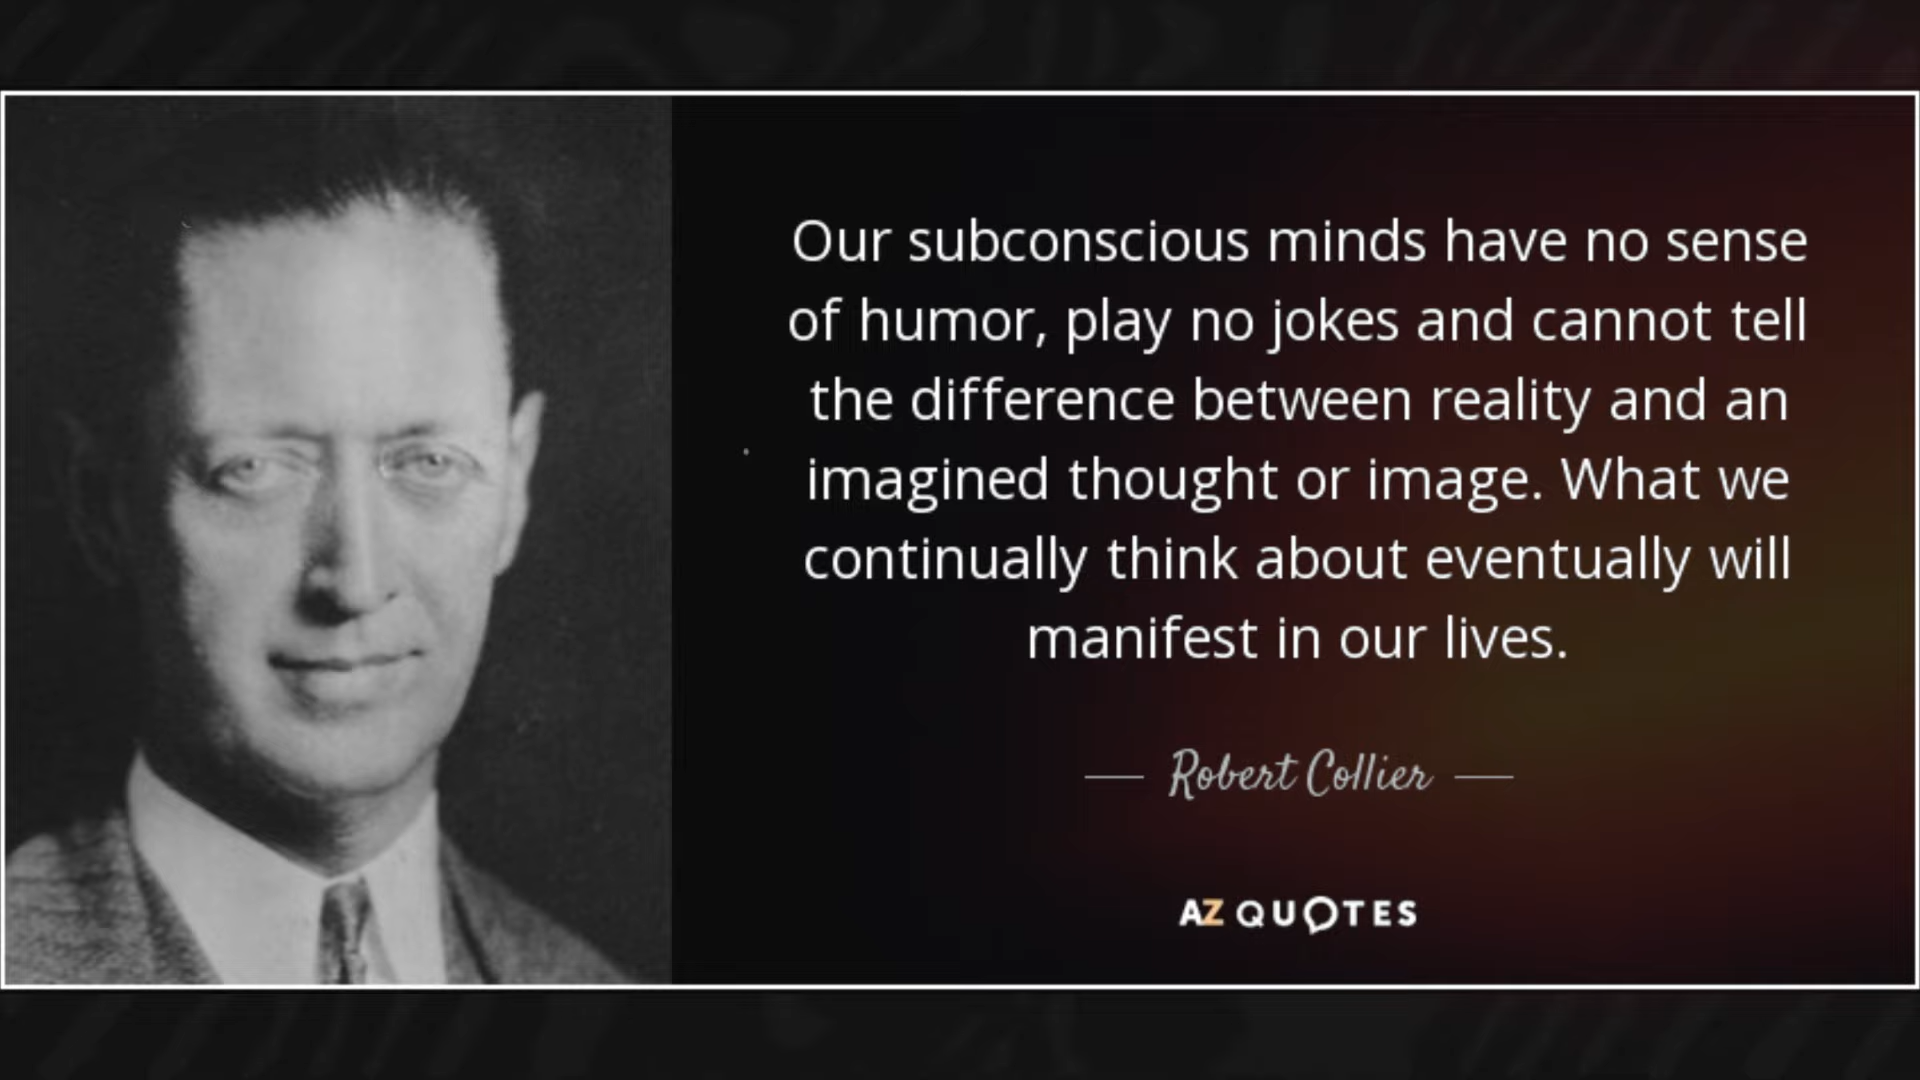 Our subconscious minds have no sense
of humor, play no jokes and cannot tell
the difference between reality and an
imagined thought or image. What we
continually think about eventually will
manifest in our lives.
Robert Collier
AZ QUOTES